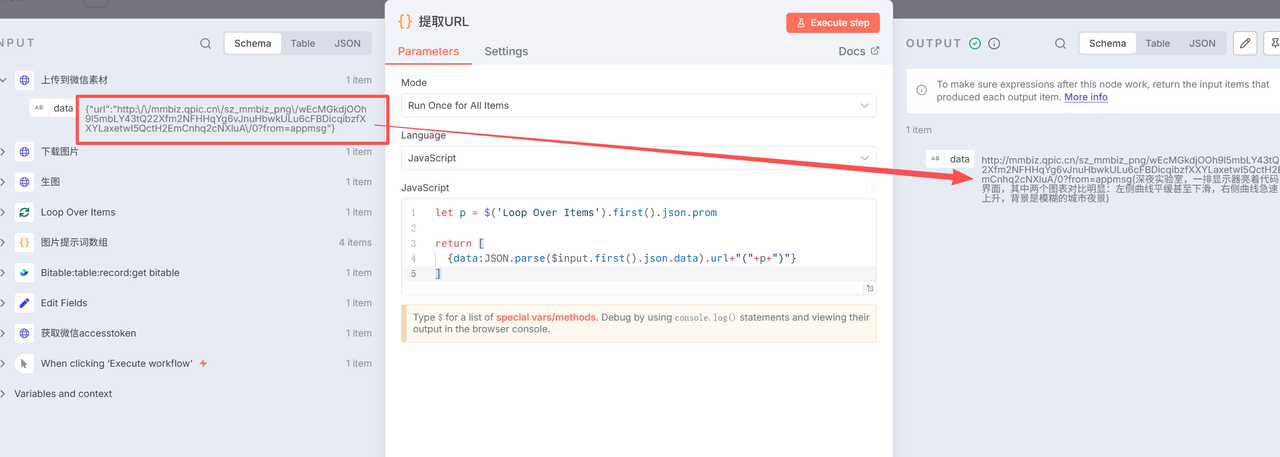 INPUT
Schema
Table
JSON
上传到微信素材
1 item
AB data
{"url":"http:\/\/mmbiz.qpic.cn\/sz_mmbiz_png\/wEcMGkdjOOh
9I5mbLY43tQ22Xfm2NFHHqYg6vJnuHbwkULu6cFBDicqibzfX
XYLaxetwI5QctH2EmCnhq2cNXIuA\/0?from=appmsg"}
下载图片
1 item
生图
1 item
Loop Over Items
1 item
图片提示词数组
4 items
Bitable:table:record:get bitable
1 item
Edit Fields
1 item
获取微信accesstoken
1 item
When clicking ‘Execute workflow’
1 item
Variables and context
{} 提取URL
Execute step
Parameters
Settings
Docs
Mode
Run Once for All Items
Language
JavaScript
JavaScript
1 let p = $('Loop Over Items').first().json.prom
2
3 return [
4 {data:JSON.parse($input.first().json.data).url+"("+p+")"}
5 ]
Type $ for a list of special vars/methods. Debug by using console.log() statements and viewing their
output in the browser console.
OUTPUT
Schema
Table
JSON
To make sure expressions after this node work, return the input items that
produced each output item. More info
1 item
AB data
http://mmbiz.qpic.cn/sz_mmbiz_png/wEcMGkdjOOh9I5mbLY43tQ
22Xfm2NFHHqYg6vJnuHbwkULu6cFBDicqibzfXXYLaxetwI5QctH2E
mCnhq2cNXIuA/0?from=appmsg(深夜实验室，一排显示器亮着代码
界面，其中两个图表对比明显：左侧曲线平缓甚至下滑，右侧曲线急速
上升，背景是模糊的城市夜景)